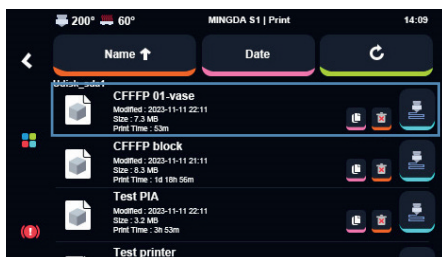 200° 60° MINGDA S1 | Print 14:09
Name Date
Udisk_sda1
CFFFP 01-vase
Modified : 2023-11-11 22:11
Size : 7.3 MB
Print Time : 53m
CFFFP block
Modified : 2023-11-11 21:11
Size : 8.3 MB
Print Time : 1d 18h 56m
Test PIA
Modified : 2023-11-11 22:11
Size : 3.2 MB
Print Time : 3h 53m
Test printer